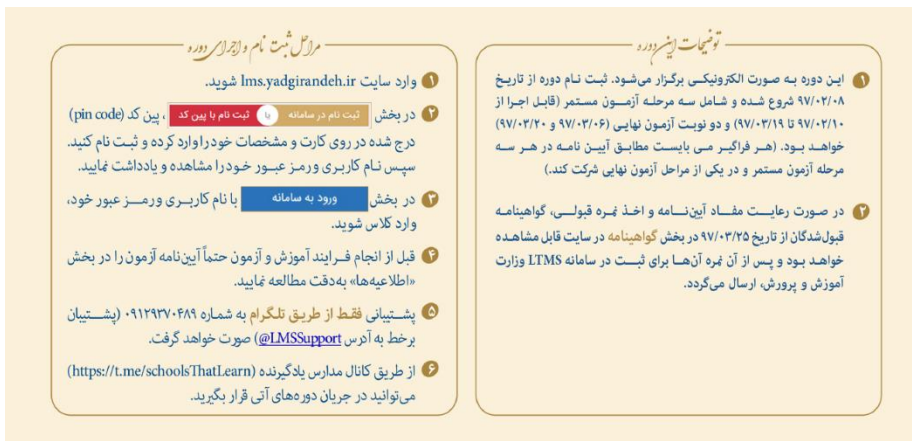 توضیحات این دوره
۱ این دوره به صورت الکترونیکی برگزار می‌شود. ثبت نام دوره از تاریخ
۹۷/۰۲/۰۸ شروع شده و شامل سه مرحله آزمون مستمر (قابل اجرا از
۹۷/۰۲/۱۰ تا ۹۷/۰۳/۱۹) و دو نوبت آزمون نهایی (۹۷/۰۳/۰۶ و ۹۷/۰۳/۲۰)
خواهد بود. (هر فراگیر می بایست مطابق آیین نامه در هر سه
مرحله آزمون مستمر و در یکی از مراحل آزمون نهایی شرکت کند.)
۲ در صورت رعایت مفاد آیین‌نامه و اخذ نمره قبولی، گواهینامه
قبول‌شدگان از تاریخ ۹۷/۰۳/۲۵ در بخش گواهینامه در سایت قابل مشاهده
خواهد بود و پس از آن نمره آن‌ها برای ثبت در سامانه LTMS وزارت
آموزش و پرورش، ارسال می‌گردد.
مراحل ثبت نام و اجرای دوره
۱ وارد سایت lms.yadgirandeh.ir شوید.
۲ در بخش ثبت نام در سامانه یا ثبت نام با پین کد ، پین کد (pin code)
درج شده در روی کارت و مشخصات خود را وارد کرده و ثبت نام کنید.
سپس نام کاربری و رمز عبور خود را مشاهده و یادداشت نمایید.
۳ در بخش ورود به سامانه با نام کاربری و رمز عبور خود،
وارد کلاس شوید.
۴ قبل از انجام فرایند آموزش و آزمون حتماً آیین‌نامه آزمون را در بخش
«اطلاعیه‌ها» به‌دقت مطالعه نمایید.
۵ پشتیبانی فقط از طریق تلگرام به شماره ۰۹۱۲۹۳۷۰۴۸۹ (پشتیبان
برخط به آدرس @LMSSupport) صورت خواهد گرفت.
۶ از طریق کانال مدارس یادگیرنده (https://t.me/schoolsThatLearn)
می‌توانید در جریان دوره‌های آتی قرار بگیرید.